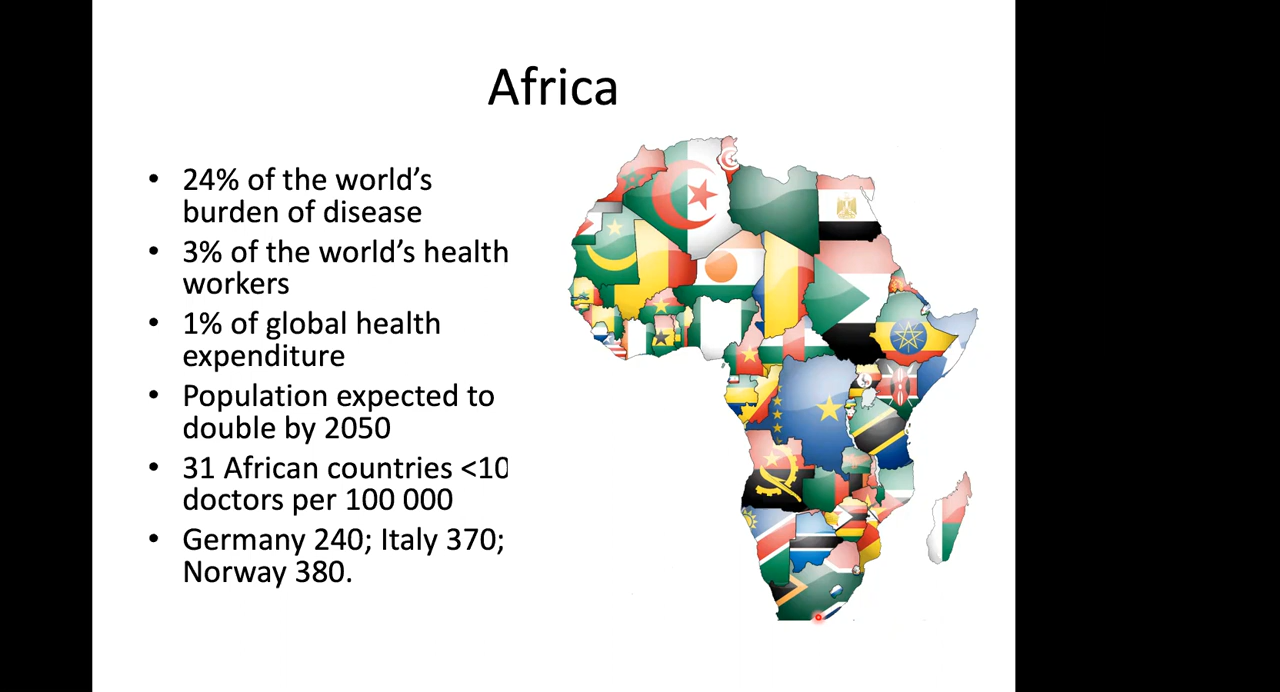 Africa
• 24% of the world’s
burden of disease
• 3% of the world’s health
workers
• 1% of global health
expenditure
• Population expected to
double by 2050
• 31 African countries <10
doctors per 100 000
• Germany 240; Italy 370;
Norway 380.